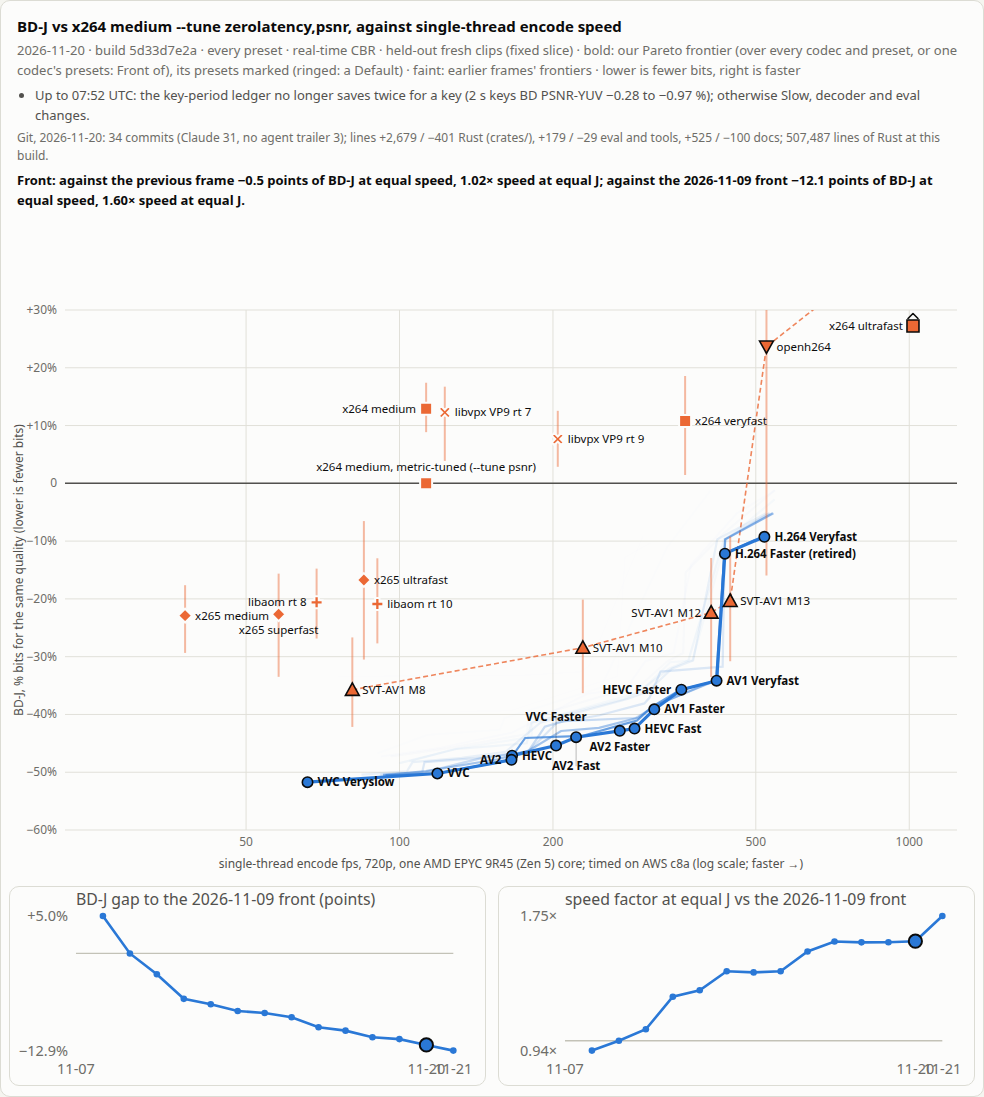 BD-J vs x264 medium --tune zerolatency,psnr, against single-thread encode speed
2026-11-20 · build 5d33d7e2a · every preset · real-time CBR · held-out fresh clips (fixed slice) · bold: our Pareto frontier (over every codec and preset, or one
codec's presets: Front of), its presets marked (ringed: a Default) · faint: earlier frames' frontiers · lower is fewer bits, right is faster
• Up to 07:52 UTC: the key-period ledger no longer saves twice for a key (2 s keys BD PSNR-YUV −0.28 to −0.97 %); otherwise Slow, decoder and eval
changes.
Git, 2026-11-20: 34 commits (Claude 31, no agent trailer 3); lines +2,679 / −401 Rust (crates/), +179 / −29 eval and tools, +525 / −100 docs; 507,487 lines of Rust at this
build.
Front: against the previous frame −0.5 points of BD-J at equal speed, 1.02× speed at equal J; against the 2026-11-09 front −12.1 points of BD-J at
equal speed, 1.60× speed at equal J.
+30%
x264 ultrafast
openh264
+20%
x264 medium
libvpx VP9 rt 7
+10%
x264 veryfast
libvpx VP9 rt 9
x264 medium, metric-tuned (--tune psnr)
0
BD-J, % bits for the same quality (lower is fewer bits)
−10%
H.264 Veryfast
H.264 Faster (retired)
x265 ultrafast
−20%
libaom rt 8
libaom rt 10
SVT-AV1 M13
SVT-AV1 M12
x265 medium
x265 superfast
SVT-AV1 M10
−30%
AV1 Veryfast
SVT-AV1 M8
HEVC Faster
AV1 Faster
−40%
VVC Faster
HEVC Fast
AV2 Faster
HEVC
AV2
AV2 Fast
−50%
VVC
VVC Veryslow
−60%
50
100
200
500
1000
single-thread encode fps, 720p, one AMD EPYC 9R45 (Zen 5) core; timed on AWS c8a (log scale; faster →)
BD-J gap to the 2026-11-09 front (points)
+5.0%
−12.9%
11-07
11-20
11-21
speed factor at equal J vs the 2026-11-09 front
1.75×
0.94×
11-07
11-20
11-21